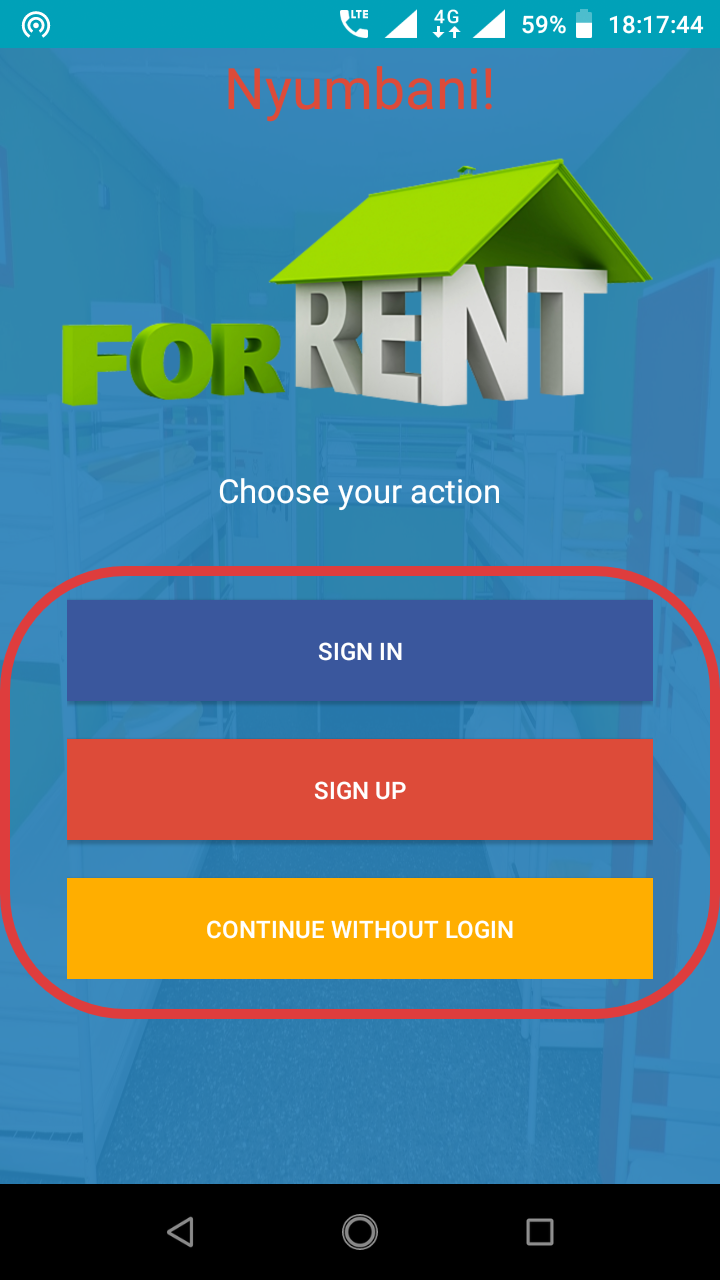 LTE 4G 59% 18:17:44
Nyumbani!
FOR RENT
Choose your action
SIGN IN
SIGN UP
CONTINUE WITHOUT LOGIN